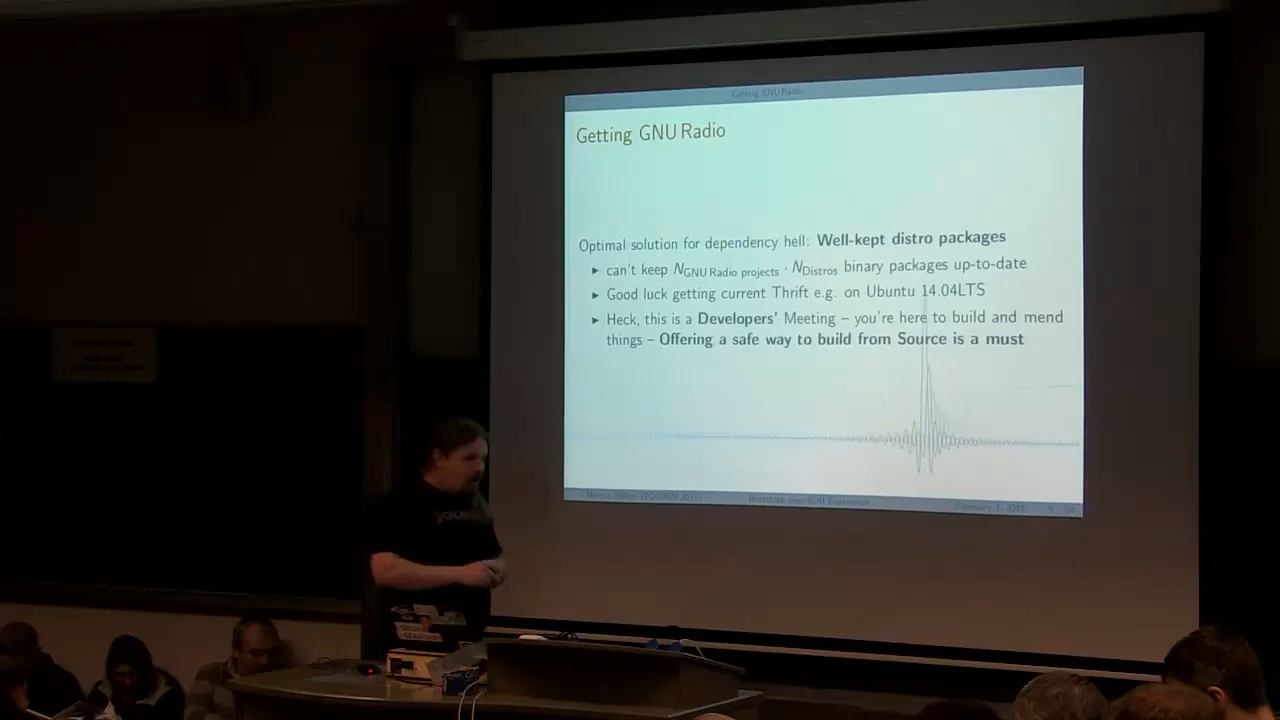 Getting GNU Radio
Getting GNU Radio
Optimal solution for dependency hell: Well-kept distro packages
▸ can't keep N_GNU Radio projects · N_Distros binary packages up-to-date
▸ Good luck getting current Thrift e.g. on Ubuntu 14.04LTS
▸ Heck, this is a Developers' Meeting – you're here to build and mend
things – Offering a safe way to build from Source is a must